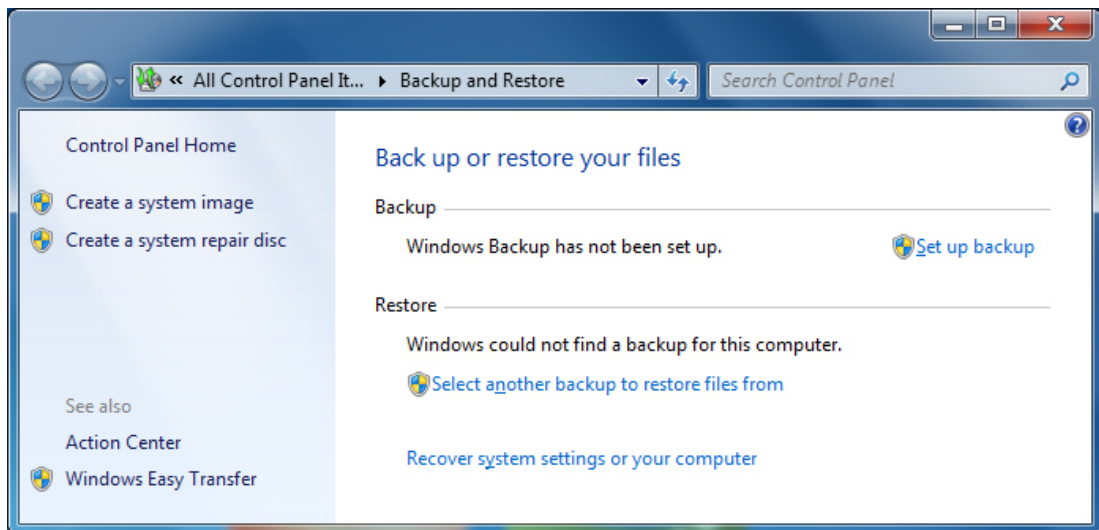 « All Control Panel It... ▸ Backup and Restore
Search Control Panel
Control Panel Home
Create a system image
Create a system repair disc
See also
Action Center
Windows Easy Transfer
Back up or restore your files
Backup
Windows Backup has not been set up.
Set up backup
Restore
Windows could not find a backup for this computer.
Select another backup to restore files from
Recover system settings or your computer